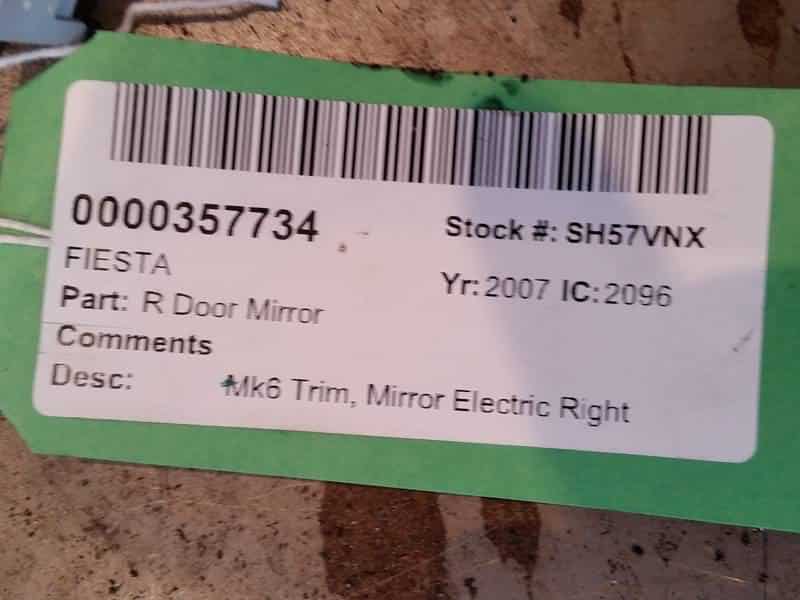 0000357734
Stock #: SH57VNX
FIESTA
Yr: 2007 IC: 2096
Part: R Door Mirror
Comments
Desc: Mk6 Trim, Mirror Electric Right